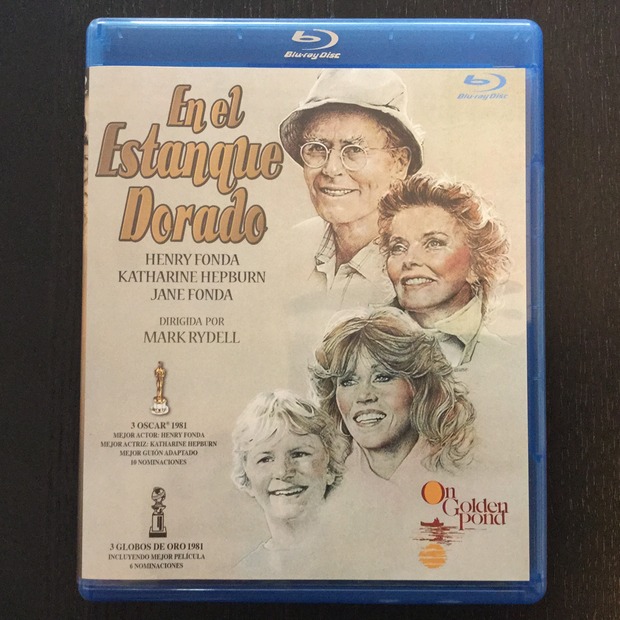 Blu-ray Disc
Blu-ray Disc
En el
Estanque
Dorado
HENRY FONDA
KATHARINE HEPBURN
JANE FONDA
DIRIGIDA POR
MARK RYDELL
3 OSCAR® 1981
MEJOR ACTOR: HENRY FONDA
MEJOR ACTRIZ: KATHARINE HEPBURN
MEJOR GUIÓN ADAPTADO
10 NOMINACIONES
3 GLOBOS DE ORO 1981
INCLUYENDO MEJOR PELÍCULA
6 NOMINACIONES
On
Golden
Pond